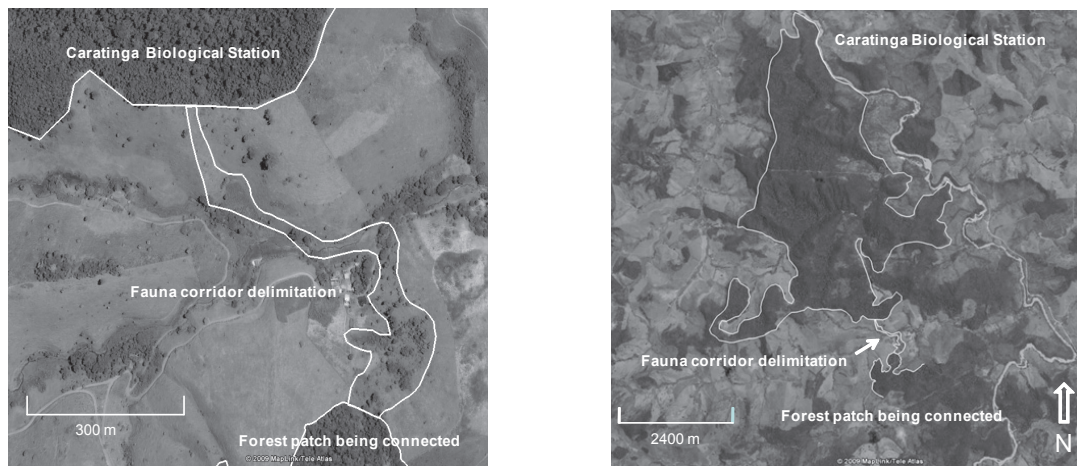 Caratinga Biological Station
Fauna corridor delimitation
300 m
Forest patch being connected
© 2009 MapLink/Tele Atlas
Caratinga Biological Station
Fauna corridor delimitation
Forest patch being connected
2400 m
N
© 2009 MapLink/Tele Atlas